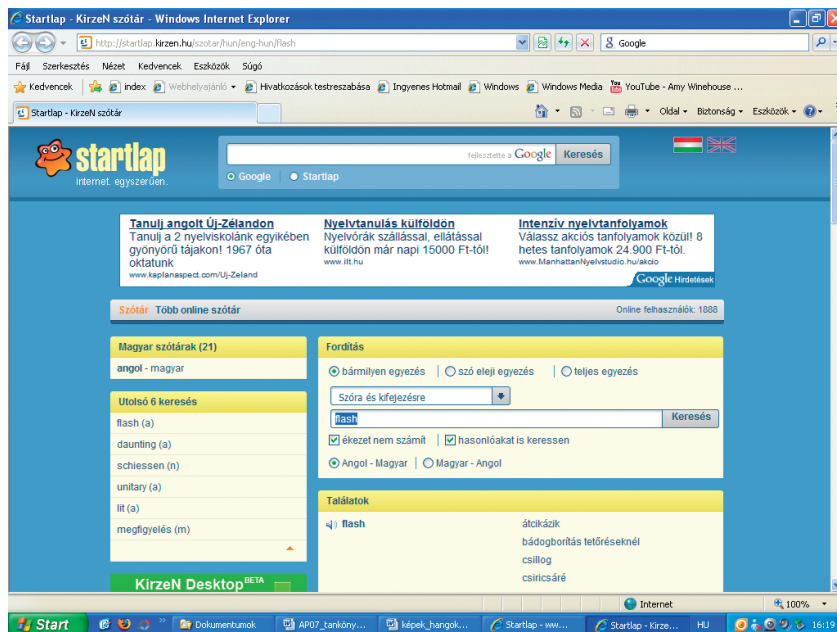 Startlap - KirzeN szótár - Windows Internet Explorer
http://startlap.kirzen.hu/szotar/hun/eng-hun/flash
Google
Fájl Szerkesztés Nézet Kedvencek Eszközök Súgó
Kedvencek index Webhelyajánló Hivatkozások testreszabása Ingyenes Hotmail Windows Windows Media YouTube - Amy Winehouse ...
Startlap - KirzeN szótár
Oldal Biztonság Eszközök
startlap
internet. egyszerűen.
fejlesztette a Google Keresés
Google Startlap
Tanulj angolt Új-Zélandon
Tanulj a 2 nyelviskolánk egyikében
gyönyörű tájakon! 1967 óta
oktatunk
www.kaplanaspect.com/Uj-Zeland
Nyelvtanulás külföldön
Nyelvórák szállással, ellátással
külföldön már napi 15000 Ft-tól!
www.ilt.hu
Intenzív nyelvtanfolyamok
Válassz akciós tanfolyamok közül! 8
hetes tanfolyamok 24.900 Ft-tól.
www.ManhattanNyelvstudio.hu/akcio
Google Hirdetések
Szótár Több online szótár
Online felhasználók: 1888
Magyar szótárak (21)
angol - magyar
Utolsó 6 keresés
flash (a)
daunting (a)
schiessen (n)
unitary (a)
lit (a)
megfigyelés (m)
KirzeN Desktop BETA
Fordítás
bármilyen egyezés szó eleji egyezés teljes egyezés
Szóra és kifejezésre
flash Keresés
ékezet nem számít hasonlóakat is keressen
Angol - Magyar Magyar - Angol
Találatok
flash
átcikázik
bádogborítás tetőréseknél
csillog
csiricsáré
Internet 100%
Start Dokumentumok AP07_tanköny... képek_hangok... Startlap - ww... Startlap - Kirze... HU 16:19